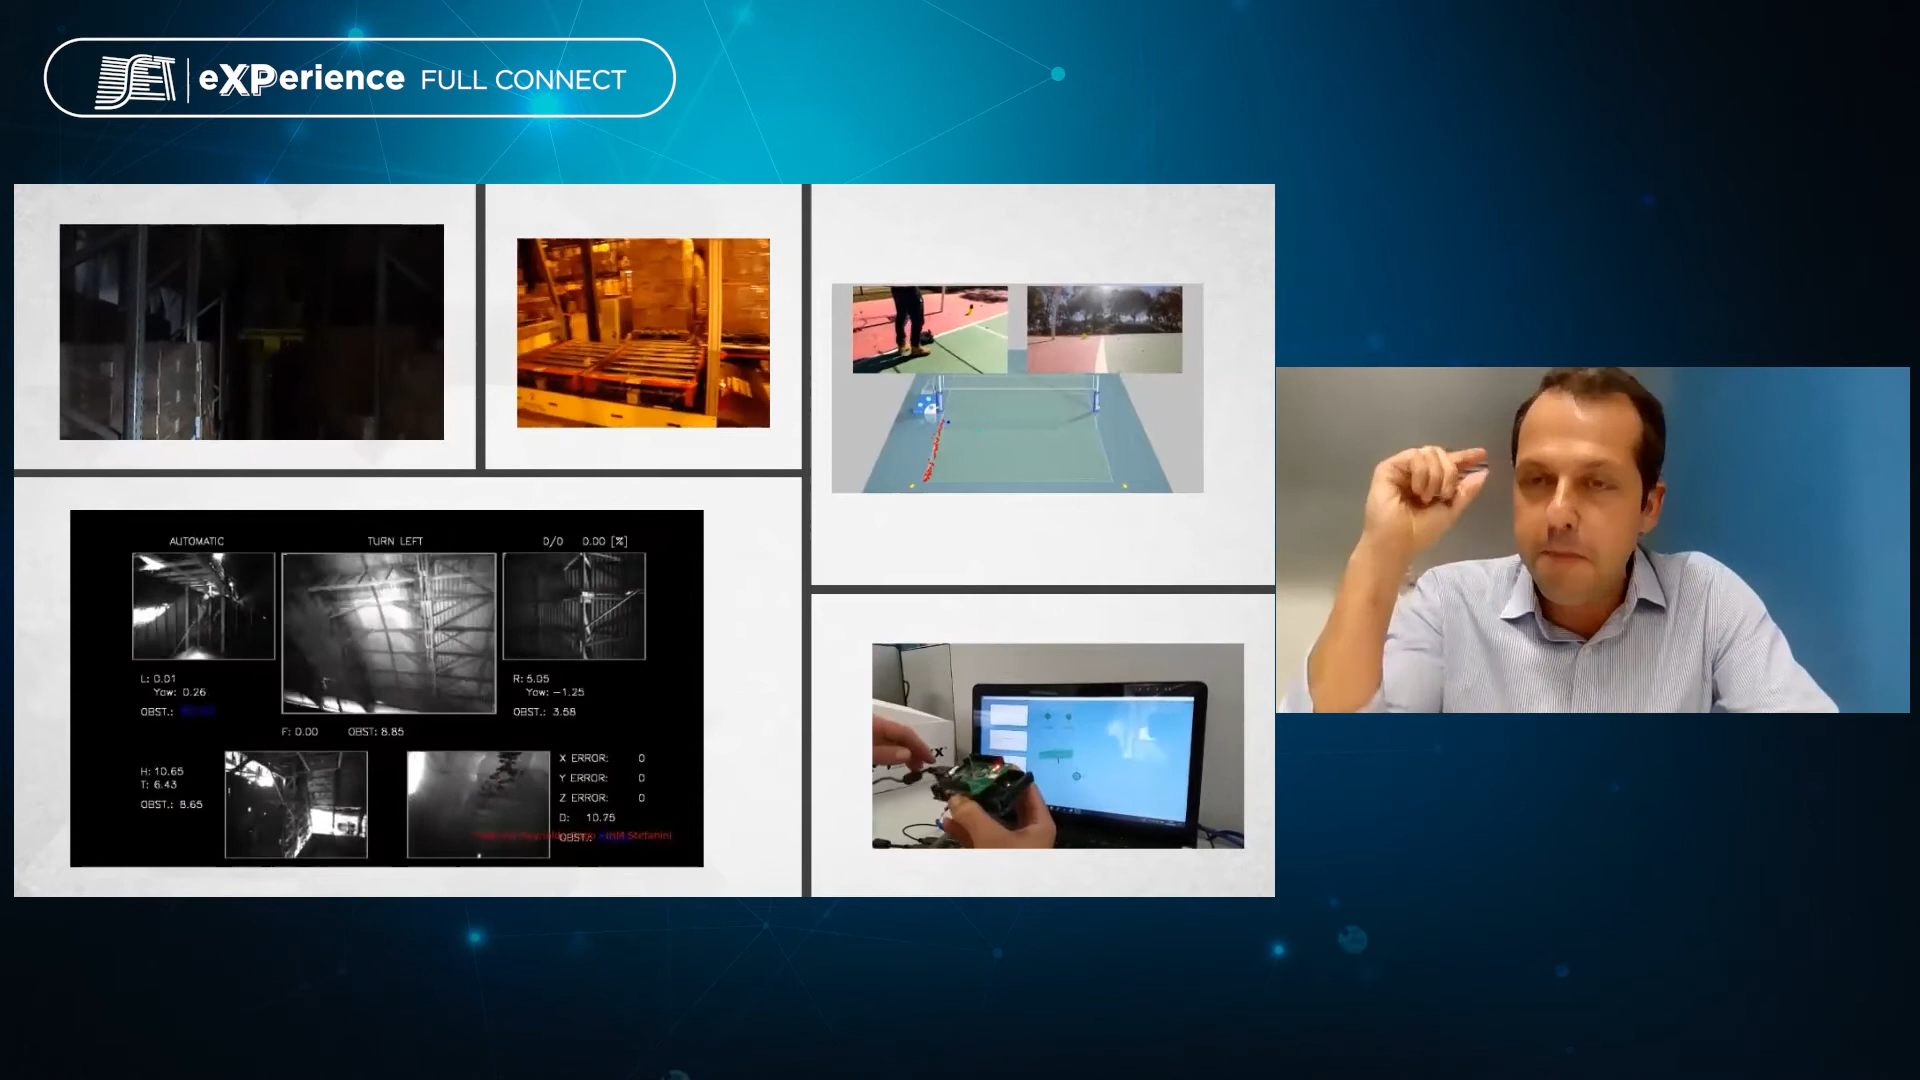 SET eXPerience FULL CONNECT
AUTOMATIC
TURN LEFT
D/O 0.00 [%]
L: 0.01
Yaw: 0.26
OBST.:
R: 5.05
Yaw: -1.25
OBST.: 3.58
F: 0.00 OBST: 8.85
H: 10.65
T: 6.43
OBST.: 8.65
X ERROR: 0
Y ERROR: 0
Z ERROR: 0
D: 10.75
OBST.:
Stefanini